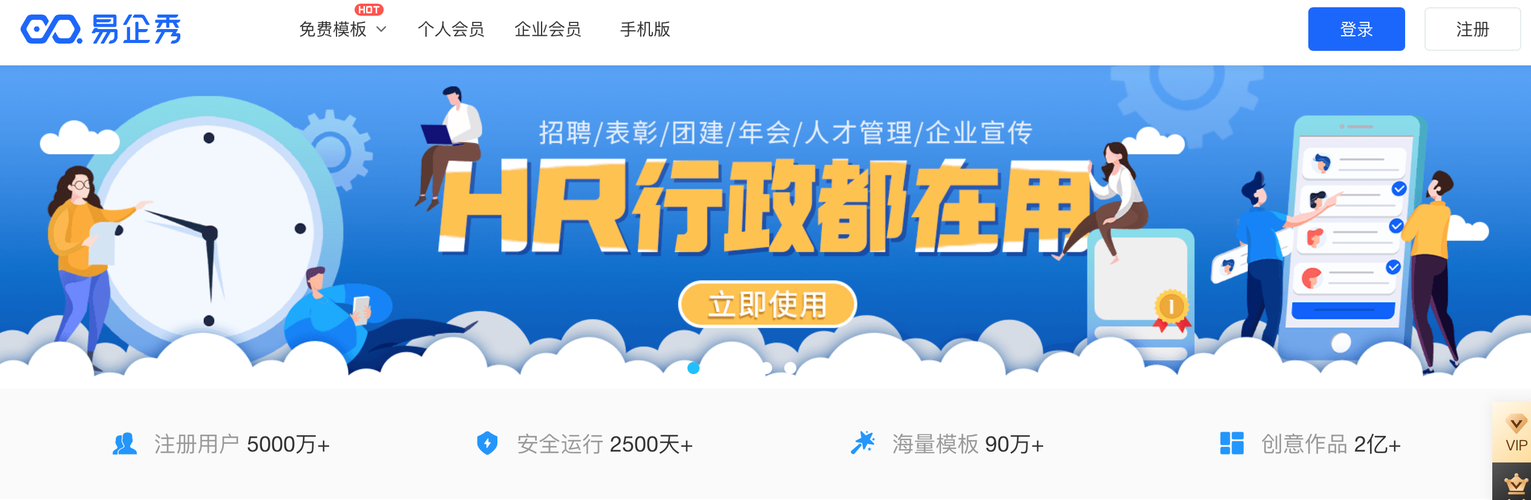 易企秀
免费模板
HOT
个人会员
企业会员
手机版
登录
注册
招聘/表彰/团建/年会/人才管理/企业宣传
HR行政都在用
1
立即使用
注册用户 5000万+
安全运行 2500天+
海量模板 90万+
创意作品 2亿+
VIP